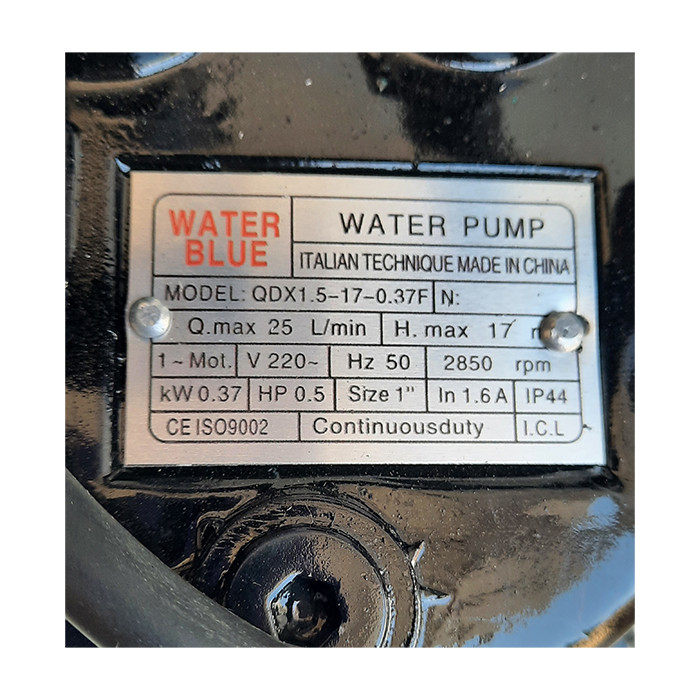 WATER
BLUE
WATER PUMP
ITALIAN TECHNIQUE MADE IN CHINA
MODEL: QDX1.5-17-0.37F N:
Q.max 25 L/min H. max 17
1~Mot. V 220~ Hz 50 2850 rpm
kW 0.37 HP 0.5 Size 1" In 1.6 A IP44
CE ISO9002 Continuousduty I.C.L